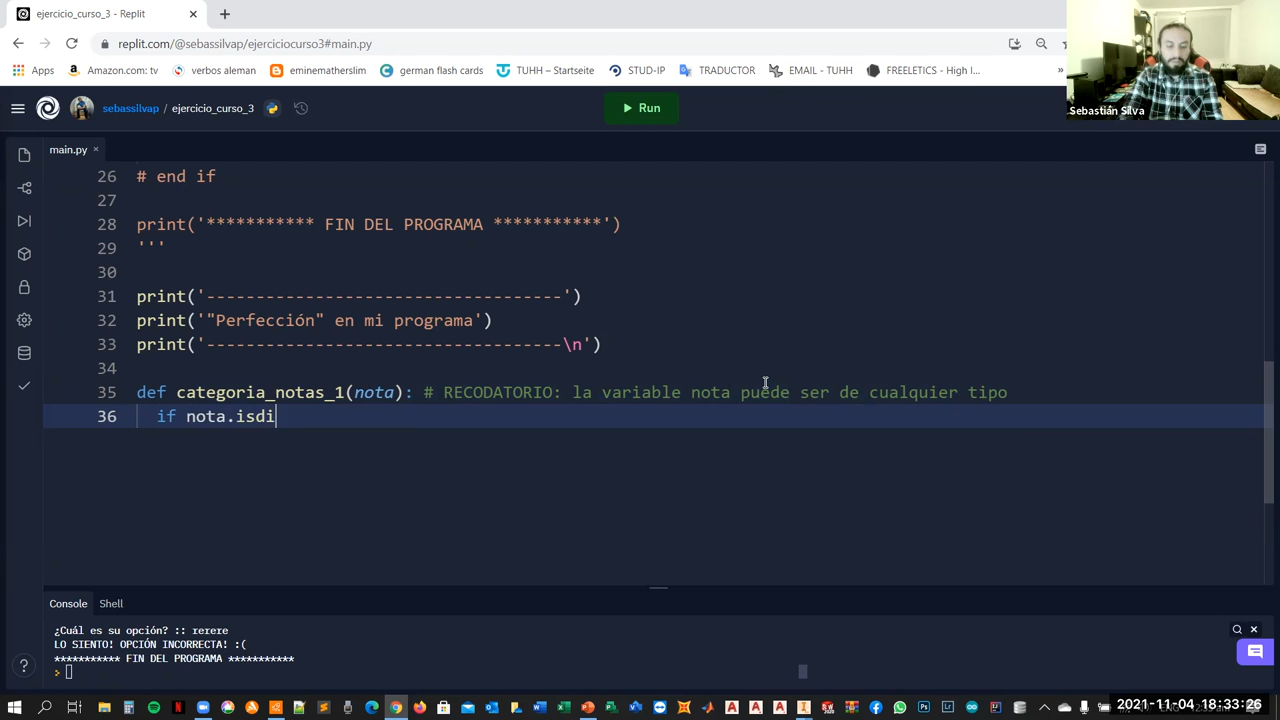 ejercicio_curso_3 - Replit
replit.com/@sebassilvap/ejerciciocurso3#main.py
Apps
Amazon.com: tv
verbos aleman
eminematherslim
german flash cards
TUHH – Startseite
STUD-IP
TRADUCTOR
EMAIL - TUHH
FREELETICS - High I...
»
Sebastián Silva
sebassilvap / ejercicio_curso_3
Run
main.py
26 # end if
27
28 print('*********** FIN DEL PROGRAMA ***********')
29 '''
30
31 print('------------------------------------')
32 print('"Perfección" en mi programa')
33 print('------------------------------------\n')
34
35 def categoria_notas_1(nota): # RECODATORIO: la variable nota puede ser de cualquier tipo
36 if nota.isdi
Console
Shell
¿Cuál es su opción? :: rerere
LO SIENTO! OPCIÓN INCORRECTA! :(
*********** FIN DEL PROGRAMA ***********
>
2021-11-04 18:33:26